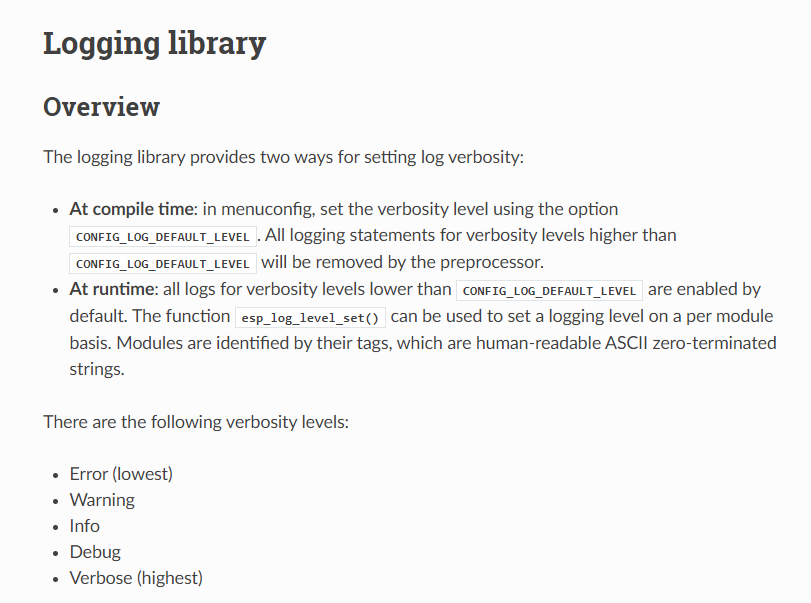 Logging library
Overview
The logging library provides two ways for setting log verbosity:
• At compile time: in menuconfig, set the verbosity level using the option
CONFIG_LOG_DEFAULT_LEVEL . All logging statements for verbosity levels higher than
CONFIG_LOG_DEFAULT_LEVEL will be removed by the preprocessor.
• At runtime: all logs for verbosity levels lower than CONFIG_LOG_DEFAULT_LEVEL are enabled by
default. The function esp_log_level_set() can be used to set a logging level on a per module
basis. Modules are identified by their tags, which are human-readable ASCII zero-terminated
strings.
There are the following verbosity levels:
• Error (lowest)
• Warning
• Info
• Debug
• Verbose (highest)